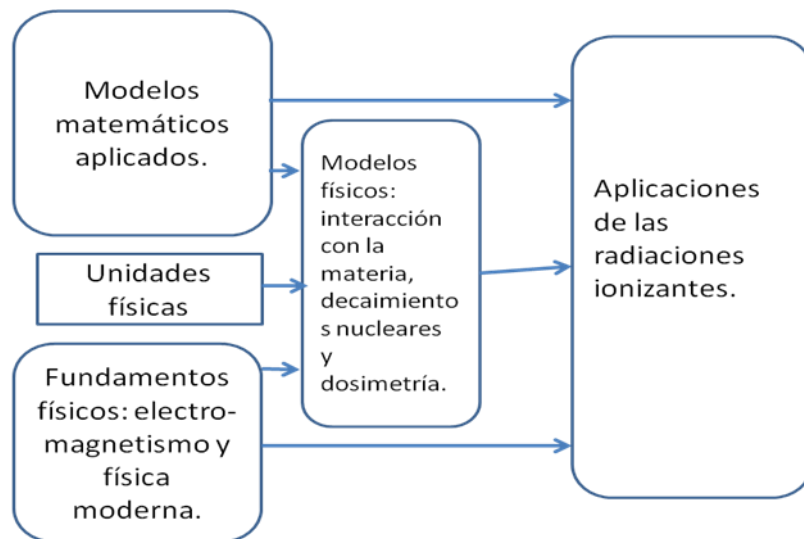 Modelos
matemáticos
aplicados.
Unidades
físicas
Fundamentos
físicos: electro-
magnetismo y
física
moderna.
Modelos
físicos:
interacción
con la
materia,
decaimiento
s nucleares
y
dosimetría.
Aplicaciones
de las
radiaciones
ionizantes.